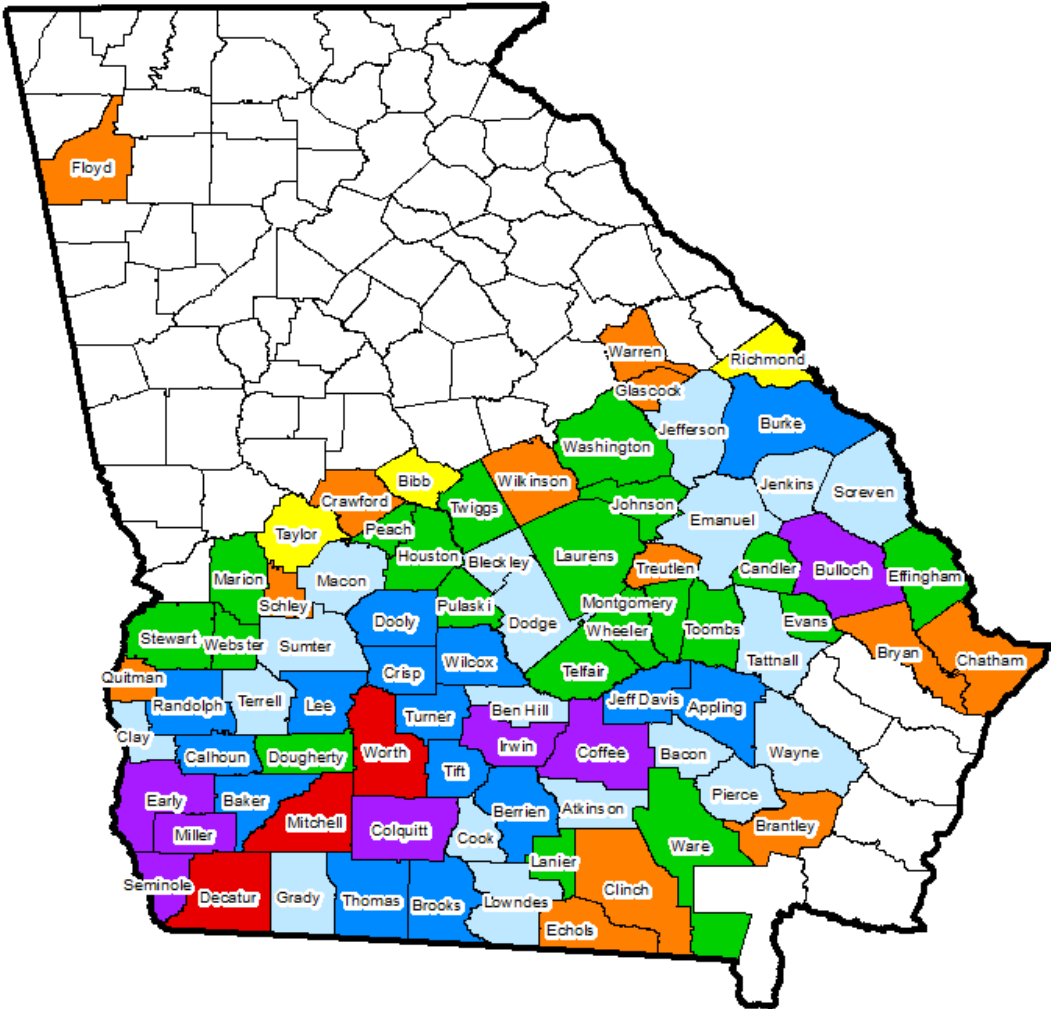 Floyd
Warren
Richmond
Glascock
Jefferson
Burke
Washington
Bibb
Wilkinson
Jenkins
Screven
Crawford
Twiggs
Johnson
Emanuel
Taylor
Peach
Houston
Laurens
Bleckley
Treutlen
Candler
Bulloch
Effingham
Marion
Macon
Schley
Pulaski
Montgomery
Dooly
Dodge
Wheeler
Toombs
Evans
Stewart
Webster
Sumter
Bryan
Chatham
Wilcox
Tattnall
Quitman
Crisp
Telfair
Randolph
Terrell
Lee
Turner
Ben Hill
Jeff Davis
Appling
Clay
Calhoun
Dougherty
Worth
Irwin
Coffee
Bacon
Wayne
Tift
Early
Baker
Pierce
Miller
Mitchell
Colquitt
Berrien
Atkinson
Brantley
Cook
Ware
Lanier
Seminole
Decatur
Grady
Thomas
Brooks
Lowndes
Clinch
Echols